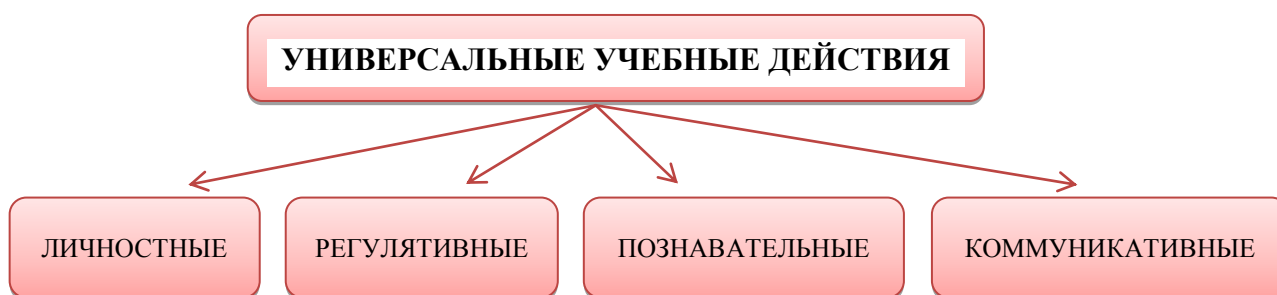 УНИВЕРСАЛЬНЫЕ УЧЕБНЫЕ ДЕЙСТВИЯ
ЛИЧНОСТНЫЕ
РЕГУЛЯТИВНЫЕ
ПОЗНАВАТЕЛЬНЫЕ
КОММУНИКАТИВНЫЕ